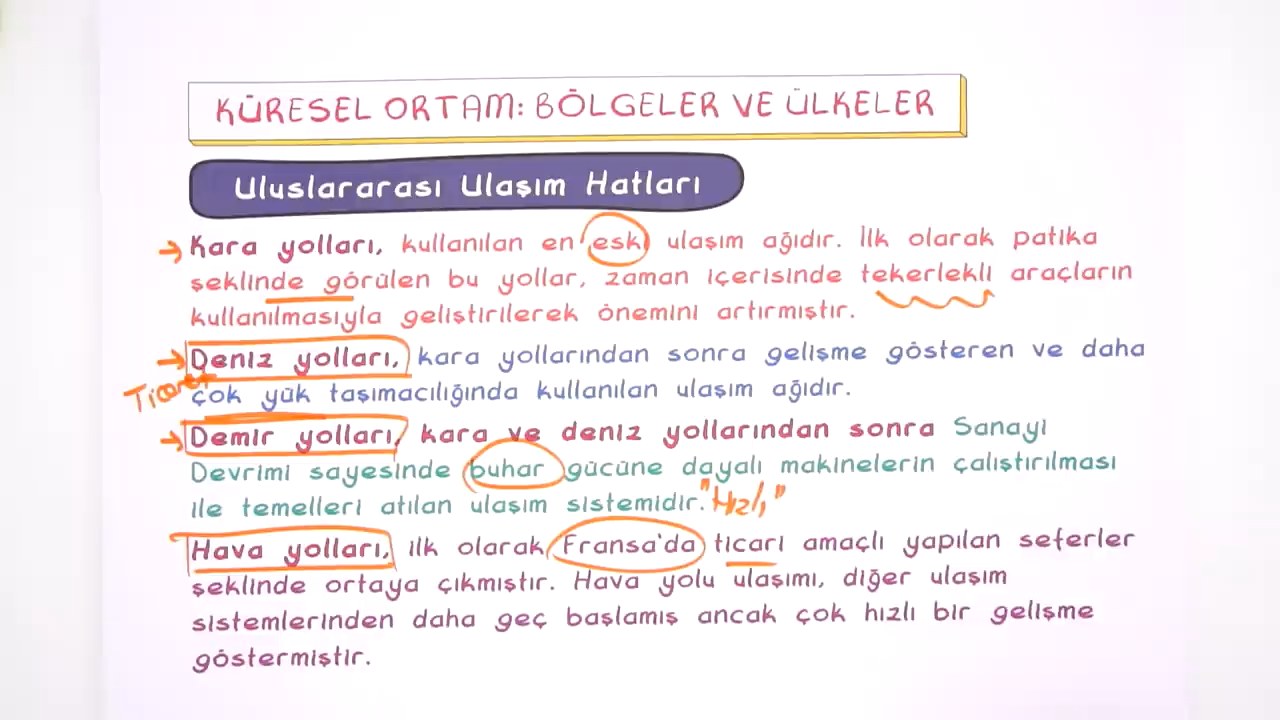 KÜRESEL ORTAM: BÖLGELER VE ÜLKELER
Uluslararası Ulaşım Hatları
Kara yolları, kullanılan en eski ulaşım ağıdır. İlk olarak patika
şeklinde görülen bu yollar, zaman içerisinde tekerlekli araçların
kullanılmasıyla geliştirilerek önemini artırmıştır.
Deniz yolları, kara yollarından sonra gelişme gösteren ve daha
Ticaret
çok yük taşımacılığında kullanılan ulaşım ağıdır.
Demir yolları, kara ve deniz yollarından sonra Sanayi
Devrimi sayesinde buhar gücüne dayalı makinelerin çalıştırılması
ile temelleri atılan ulaşım sistemidir. "Hızlı"
Hava yolları, ilk olarak Fransa'da ticari amaçlı yapılan seferler
şeklinde ortaya çıkmıştır. Hava yolu ulaşımı, diğer ulaşım
sistemlerinden daha geç başlamış ancak çok hızlı bir gelişme
göstermiştir.